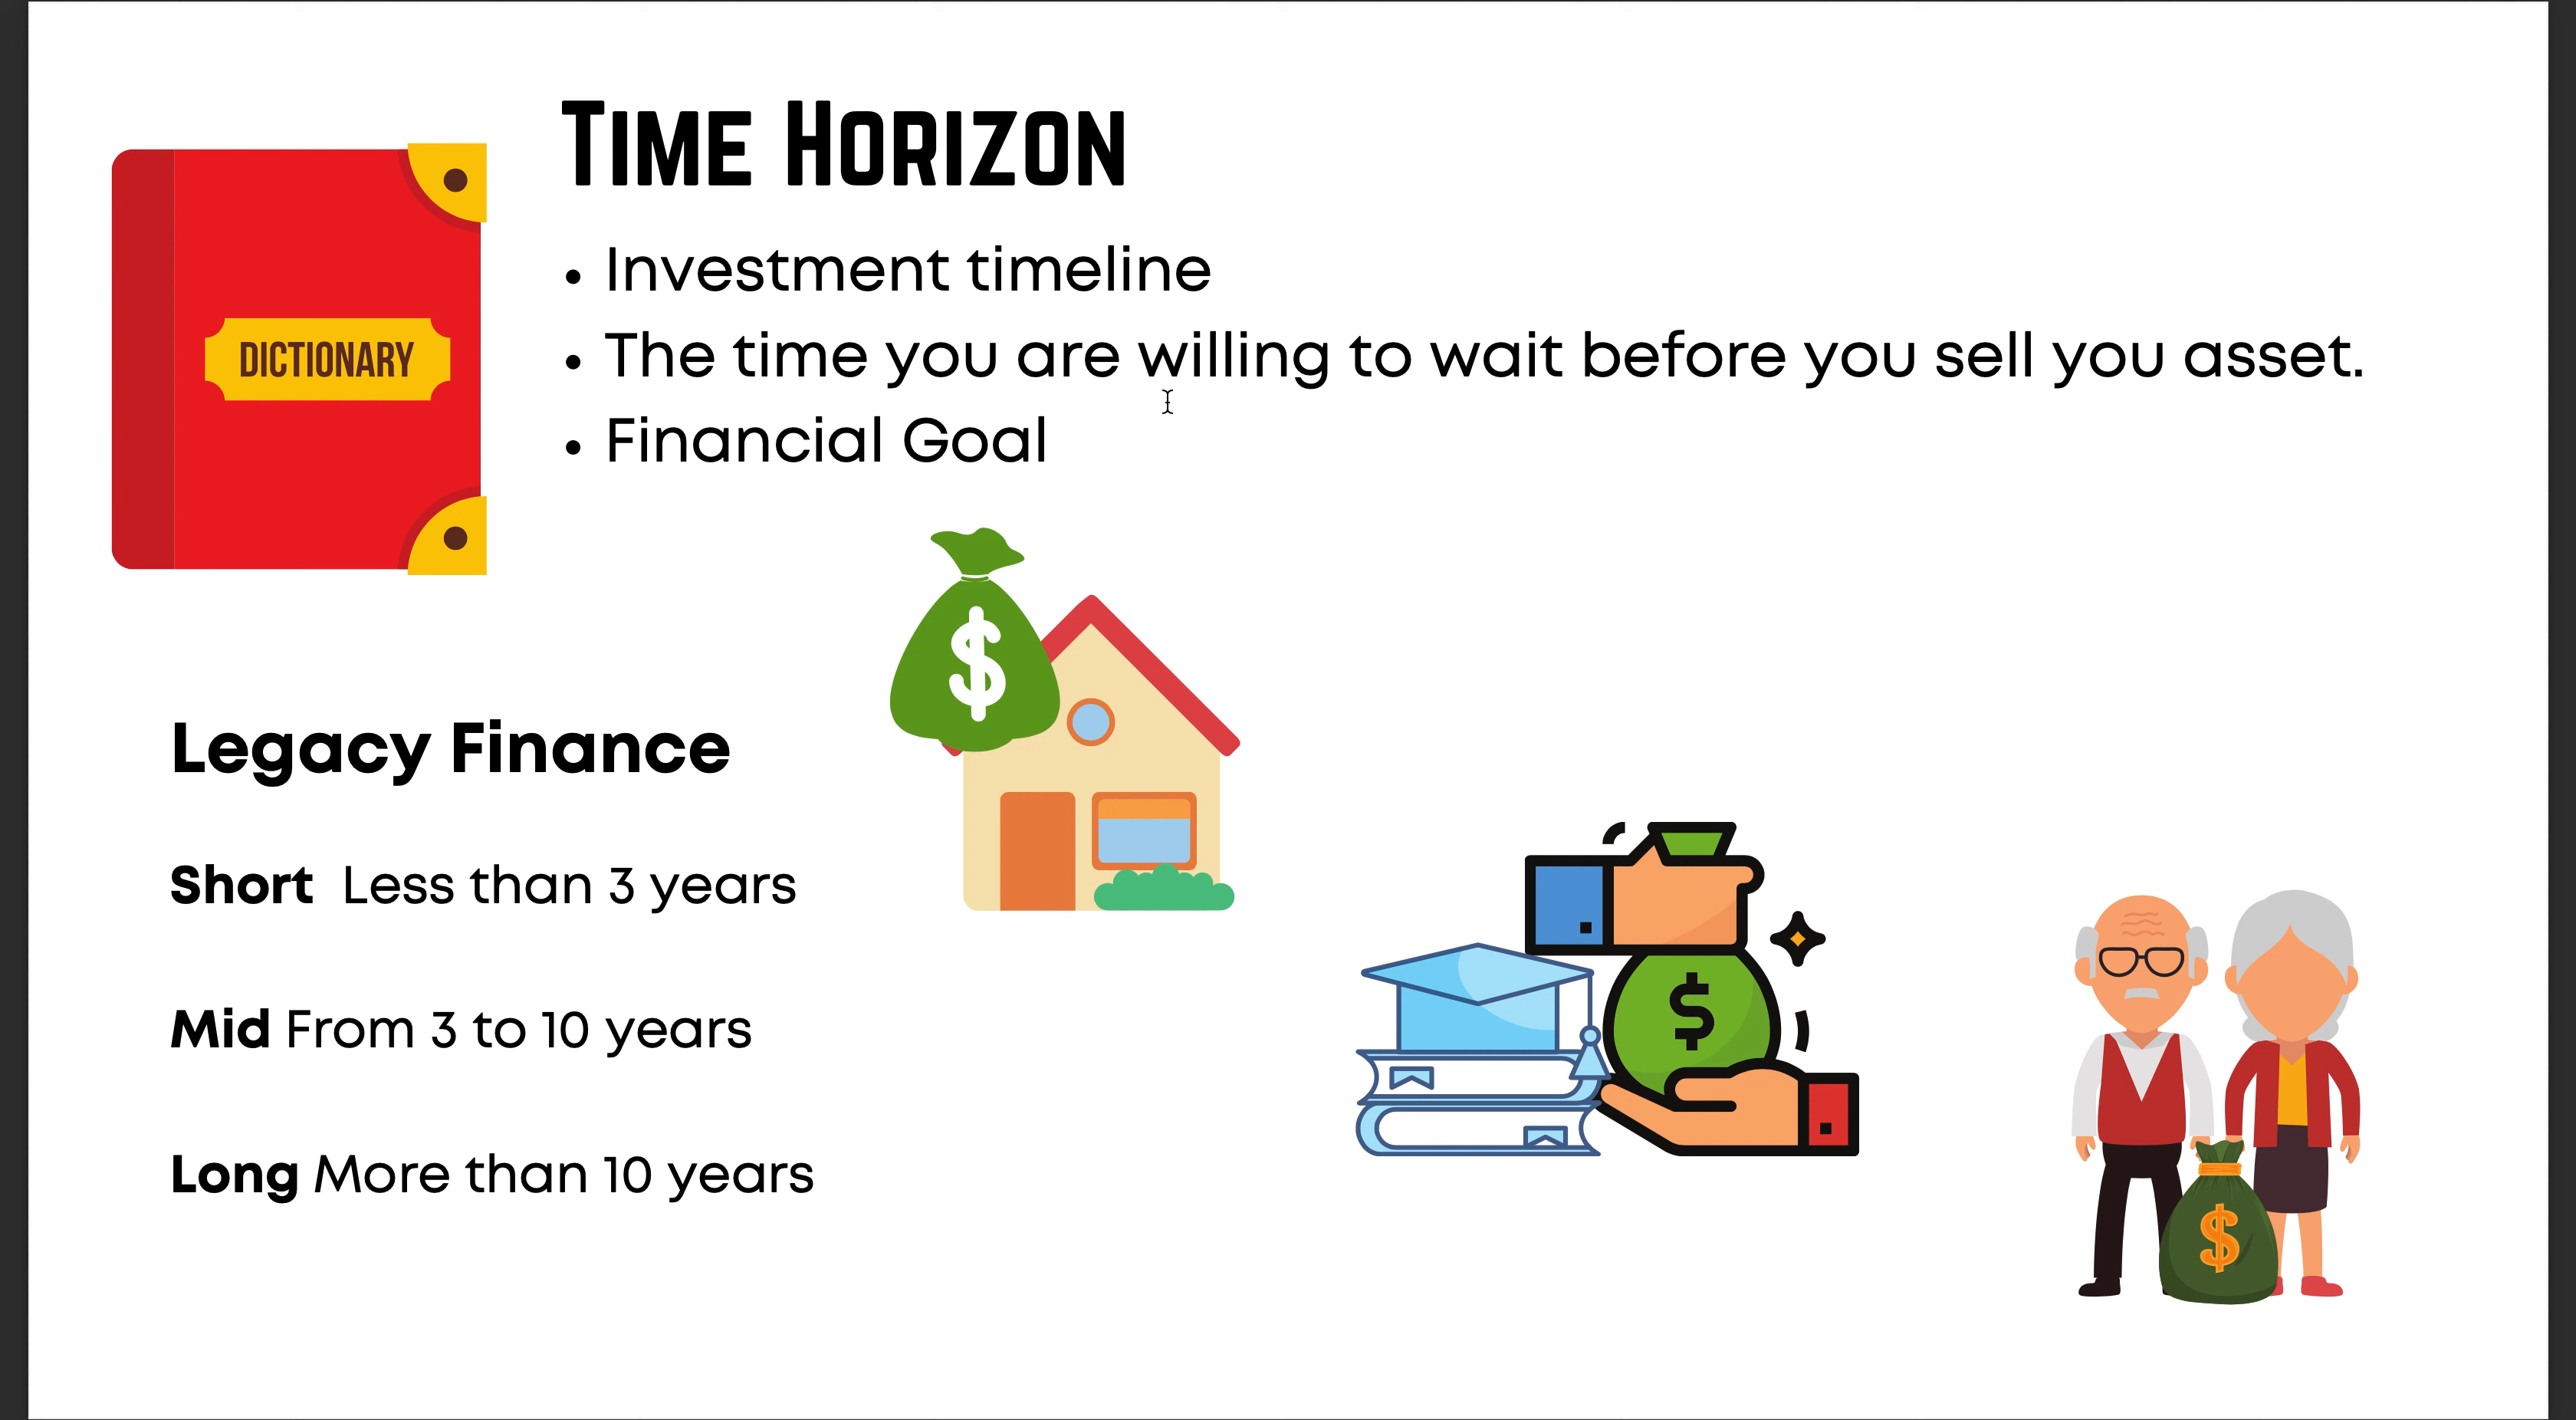 TIME HORIZON
DICTIONARY
• Investment timeline
• The time you are willing to wait before you sell you asset.
• Financial Goal
$
Legacy Finance
Short Less than 3 years
$
Mid From 3 to 10 years
Long More than 10 years
$